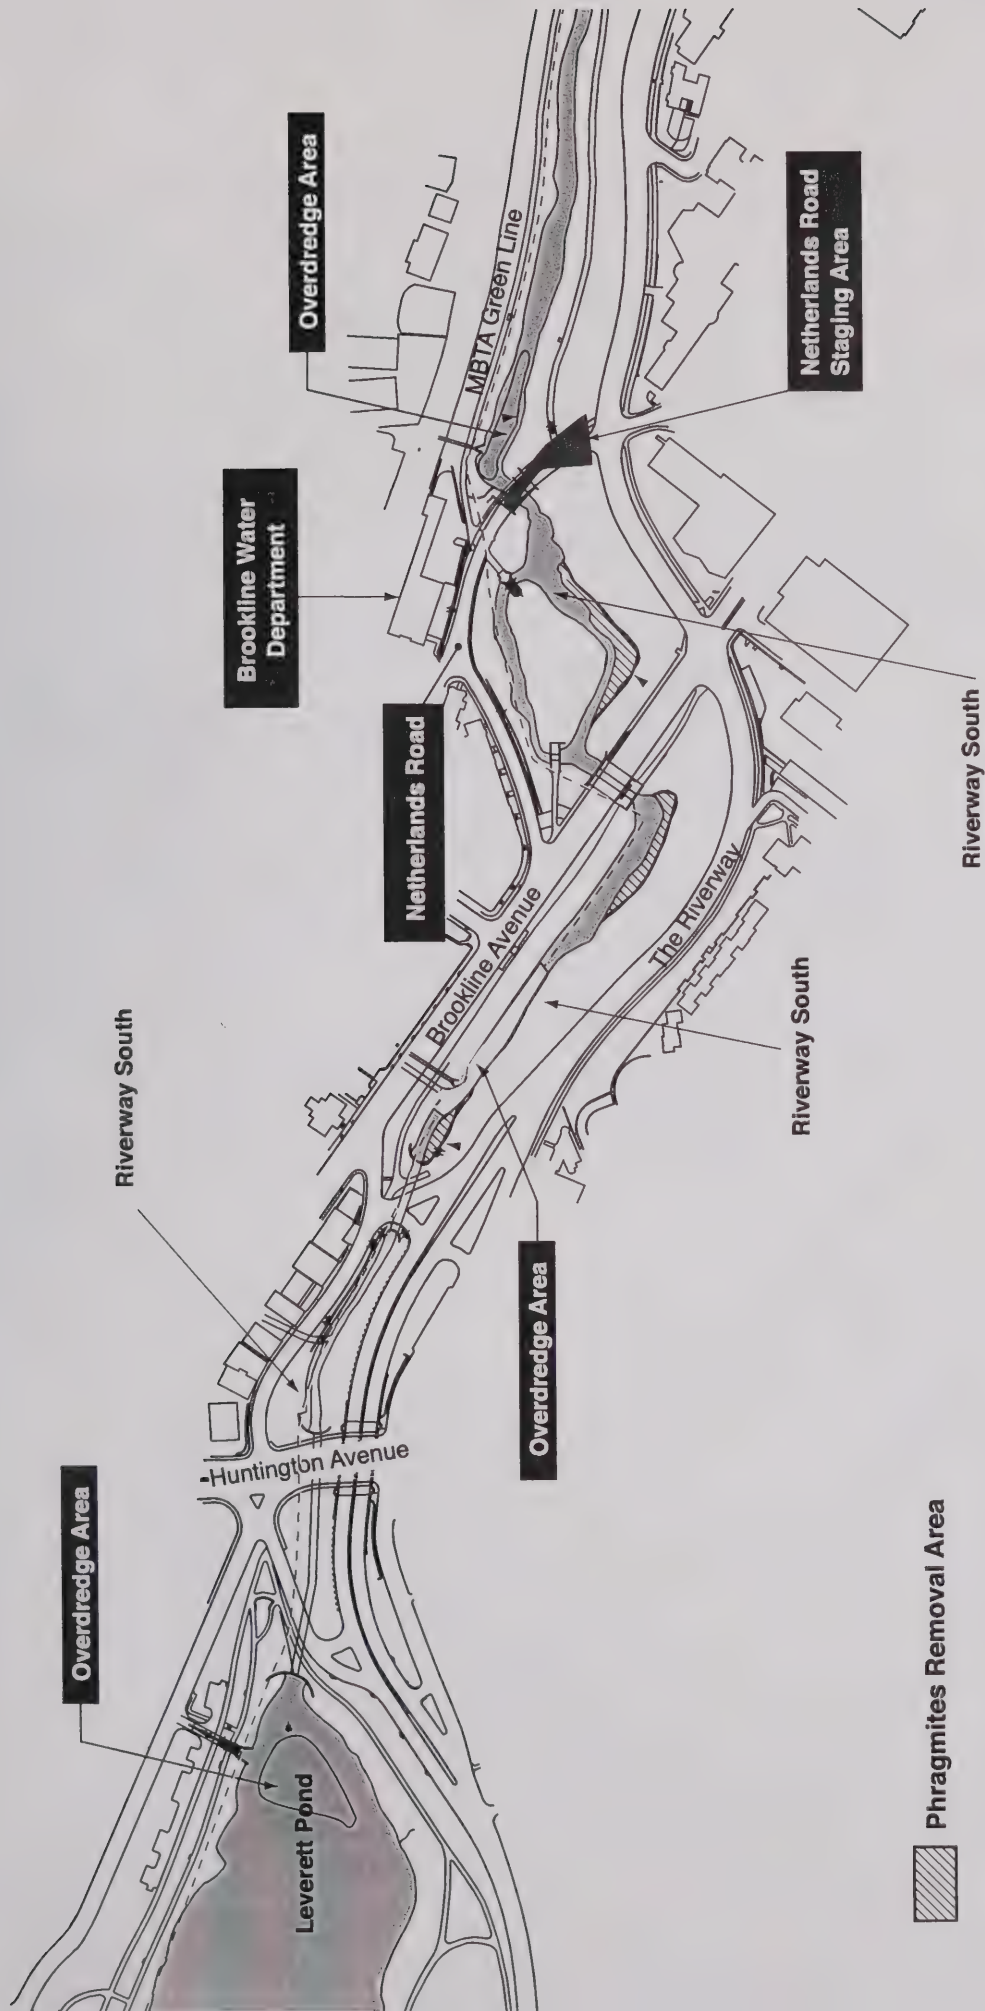 Overdredge Area
Leverett Pond
Huntington Avenue
Riverway South
Overdredge Area
Brookline Avenue
The Riverway
Riverway South
Netherlands Road
Brookline Water
Department
MBTA Green Line
Overdredge Area
Netherlands Road
Staging Area
Riverway South
Phragmites Removal Area